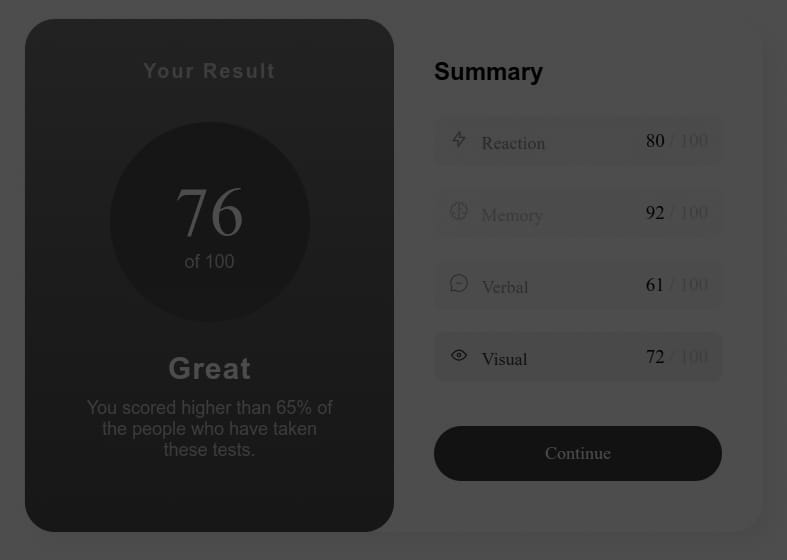 Your Result
76
of 100
Great
You scored higher than 65% of
the people who have taken
these tests.
Summary
Reaction 80 / 100
Memory 92 / 100
Verbal 61 / 100
Visual 72 / 100
Continue